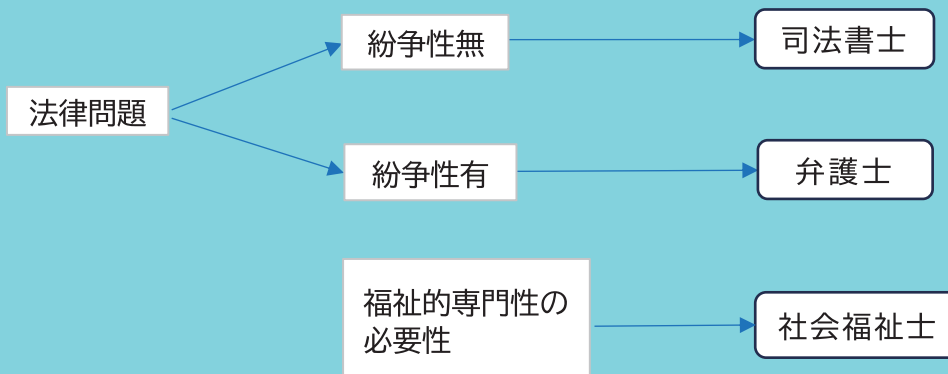 法律問題
紛争性無
司法書士
紛争性有
弁護士
福祉的専門性の
必要性
社会福祉士